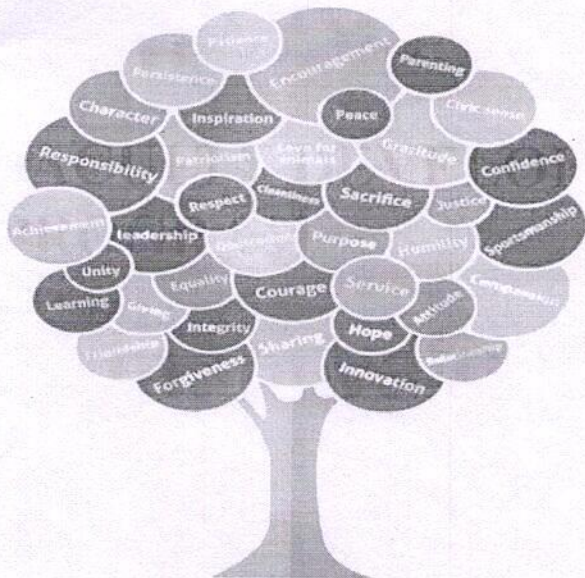 Patience
Encouragement
Parenting
Persistence
Character
Inspiration
Peace
Civic sense
Responsibility
Patriotism
Love for
animals
Gratitude
Confidence
Respect
Cleanliness
Sacrifice
Justice
Achievement
leadership
Purpose
Humility
Sportsmanship
Unity
Equality
Courage
Service
Compassion
Learning
Giving
Integrity
Hope
Attitude
Friendship
Sharing
Forgiveness
Innovation